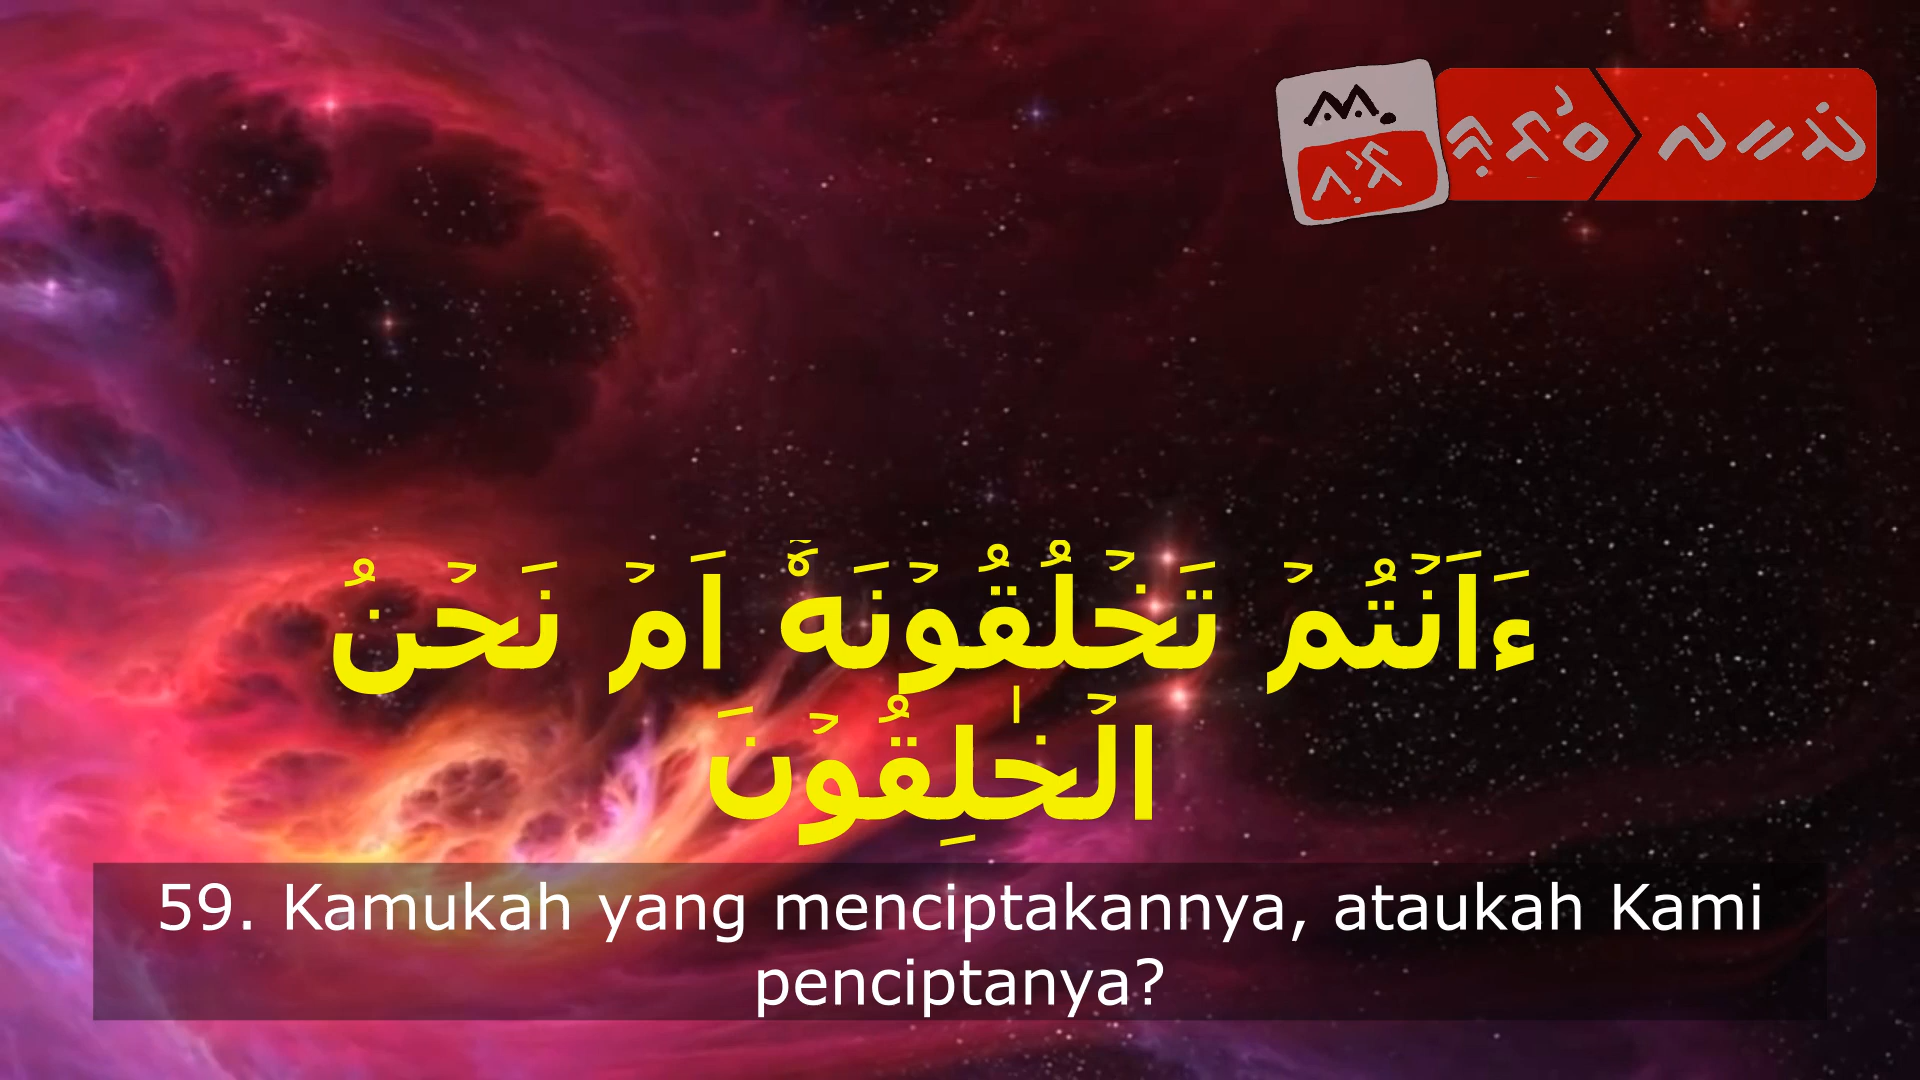 ءَاَنْتُمْ تَخْلُقُوْنَهٗٓ اَمْ نَحْنُ
الْخٰلِقُوْنَ
59. Kamukah yang menciptakannya, ataukah Kami
penciptanya?